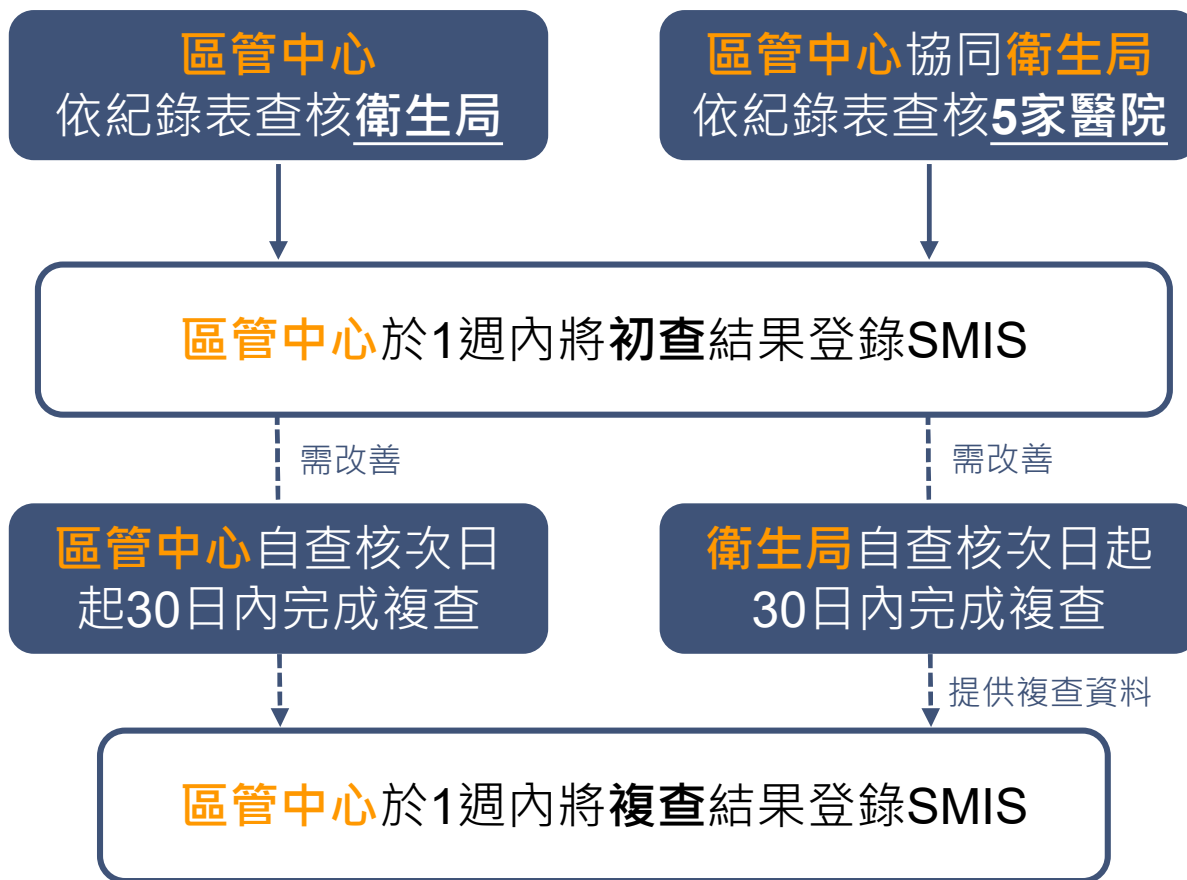 區管中心
依紀錄表查核衛生局
區管中心協同衛生局
依紀錄表查核5家醫院
區管中心於1週內將初查結果登錄SMIS
需改善
需改善
區管中心自查核次日
起30日內完成複查
衛生局自查核次日起
30日內完成複查
提供複查資料
區管中心於1週內將複查結果登錄SMIS